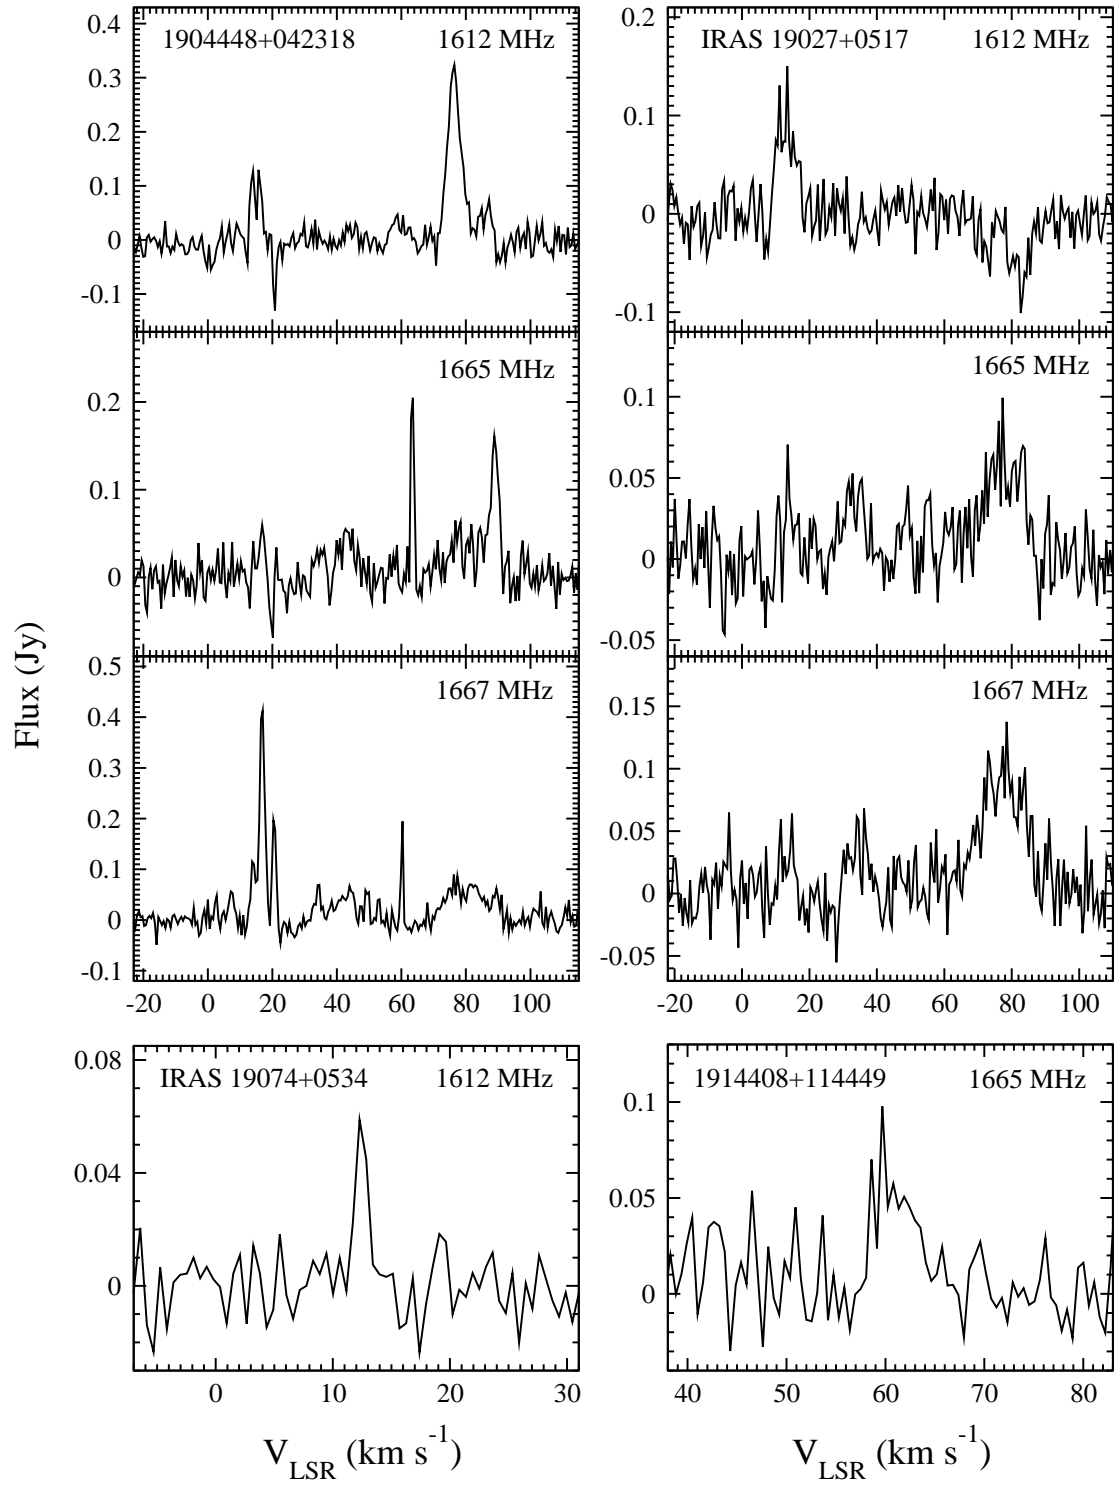 1904448+042318 1612 MHz
0.4
0.3
0.2
0.1
0
-0.1
IRAS 19027+0517 1612 MHz
0.2
0.1
0
-0.1
1665 MHz
0.2
0.1
0
1665 MHz
0.1
0.05
0
-0.05
1667 MHz
0.5
0.4
0.3
0.2
0.1
0
-0.1
-20 0 20 40 60 80 100
1667 MHz
0.15
0.1
0.05
0
-0.05
-20 0 20 40 60 80 100
Flux (Jy)
IRAS 19074+0534 1612 MHz
0.08
0.04
0
0 10 20 30
V_LSR (km s^-1)
1914408+114449 1665 MHz
0.1
0.05
0
40 50 60 70 80
V_LSR (km s^-1)